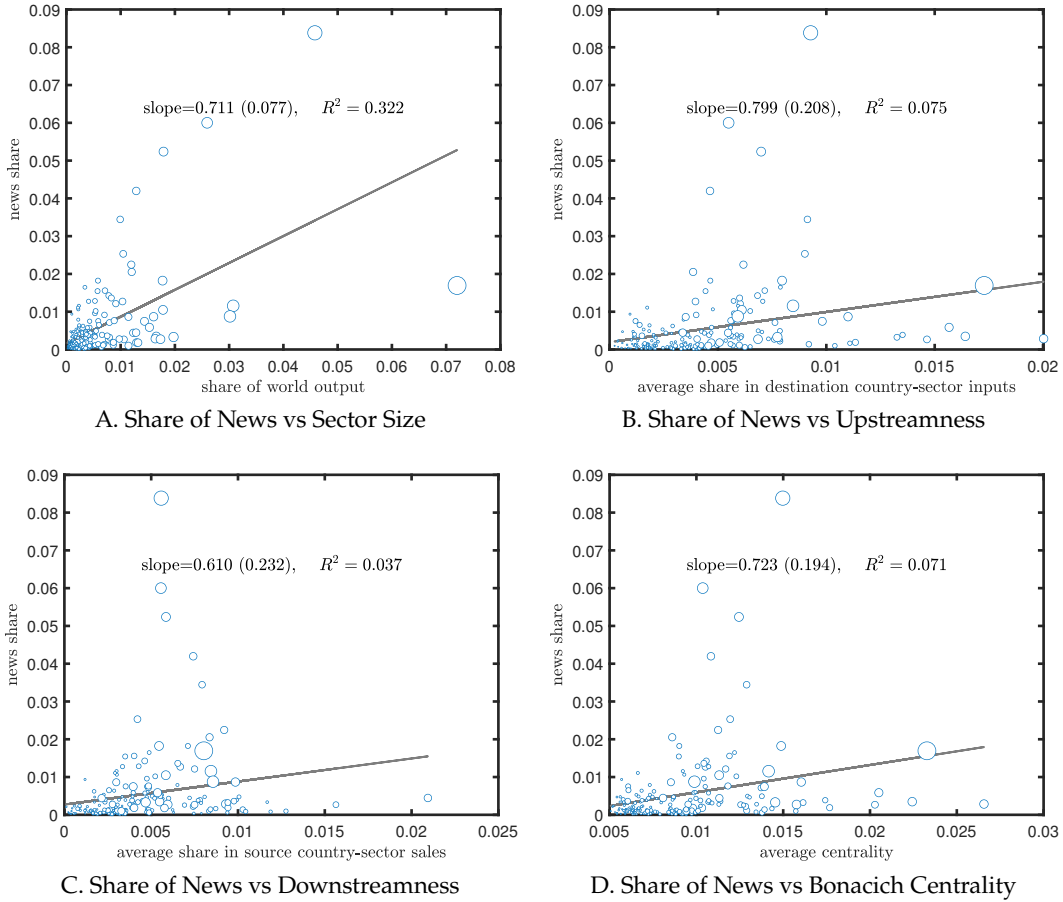 0.09
0.08
0.07
0.06
0.05
0.04
0.03
0.02
0.01
0
news share
slope=0.711 (0.077), R² = 0.322
0 0.01 0.02 0.03 0.04 0.05 0.06 0.07 0.08
share of world output
A. Share of News vs Sector Size
0.09
0.08
0.07
0.06
0.05
0.04
0.03
0.02
0.01
0
news share
slope=0.799 (0.208), R² = 0.075
0 0.005 0.01 0.015 0.02
average share in destination country-sector inputs
B. Share of News vs Upstreamness
0.09
0.08
0.07
0.06
0.05
0.04
0.03
0.02
0.01
0
news share
slope=0.610 (0.232), R² = 0.037
0 0.005 0.01 0.015 0.02 0.025
average share in source country-sector sales
C. Share of News vs Downstreamness
0.09
0.08
0.07
0.06
0.05
0.04
0.03
0.02
0.01
0
news share
slope=0.723 (0.194), R² = 0.071
0.005 0.01 0.015 0.02 0.025 0.03
average centrality
D. Share of News vs Bonacich Centrality